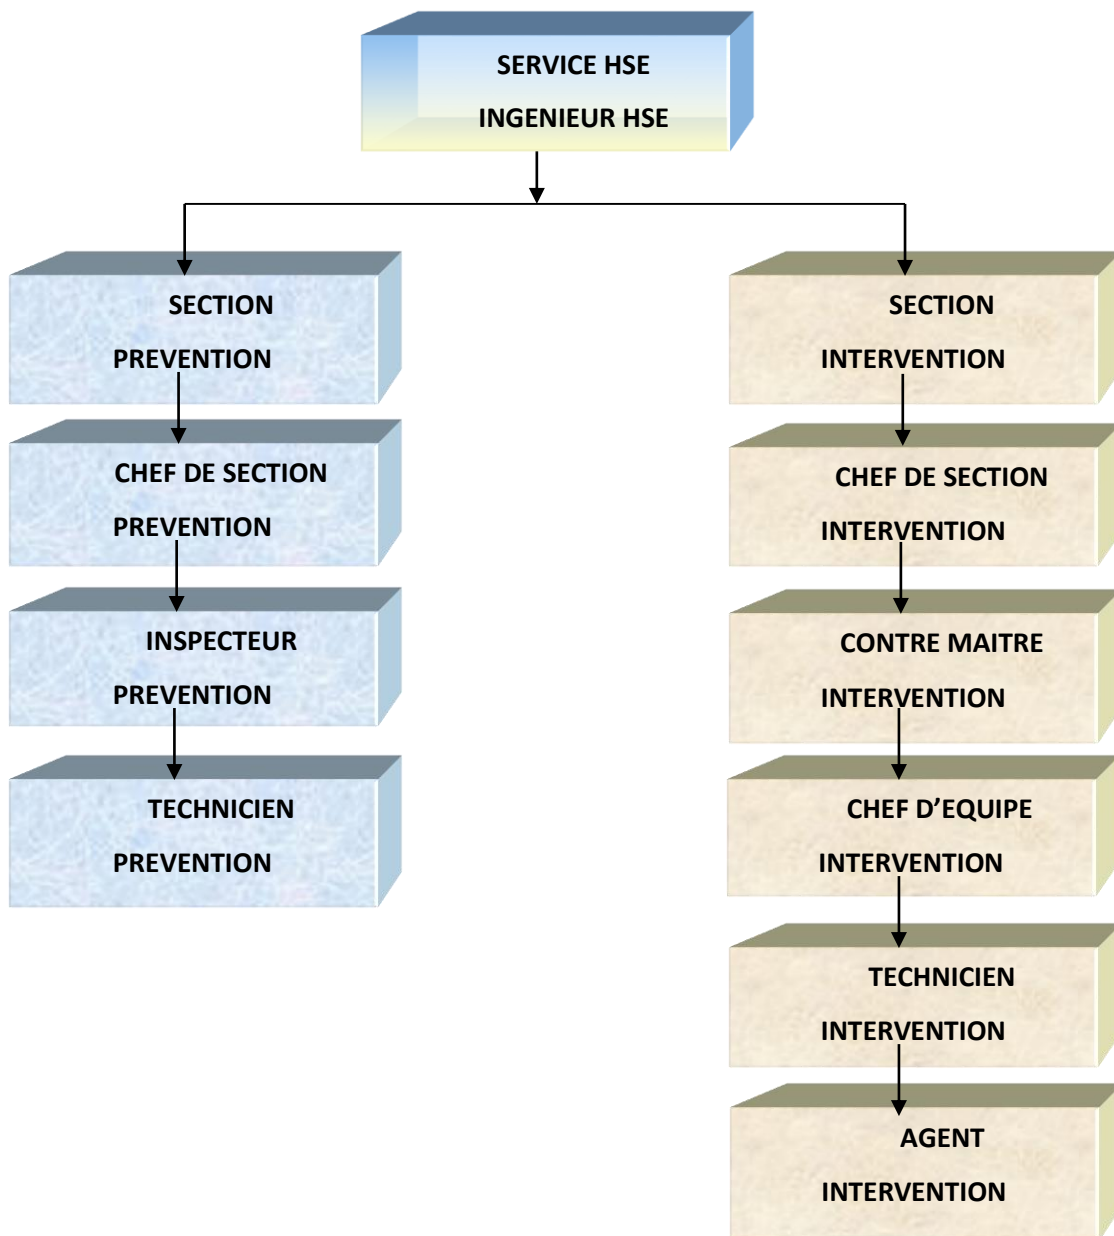 SERVICE HSE
INGENIEUR HSE
SECTION
PREVENTION
CHEF DE SECTION
PREVENTION
INSPECTEUR
PREVENTION
TECHNICIEN
PREVENTION
SECTION
INTERVENTION
CHEF DE SECTION
INTERVENTION
CONTRE MAITRE
INTERVENTION
CHEF D’EQUIPE
INTERVENTION
TECHNICIEN
INTERVENTION
AGENT
INTERVENTION